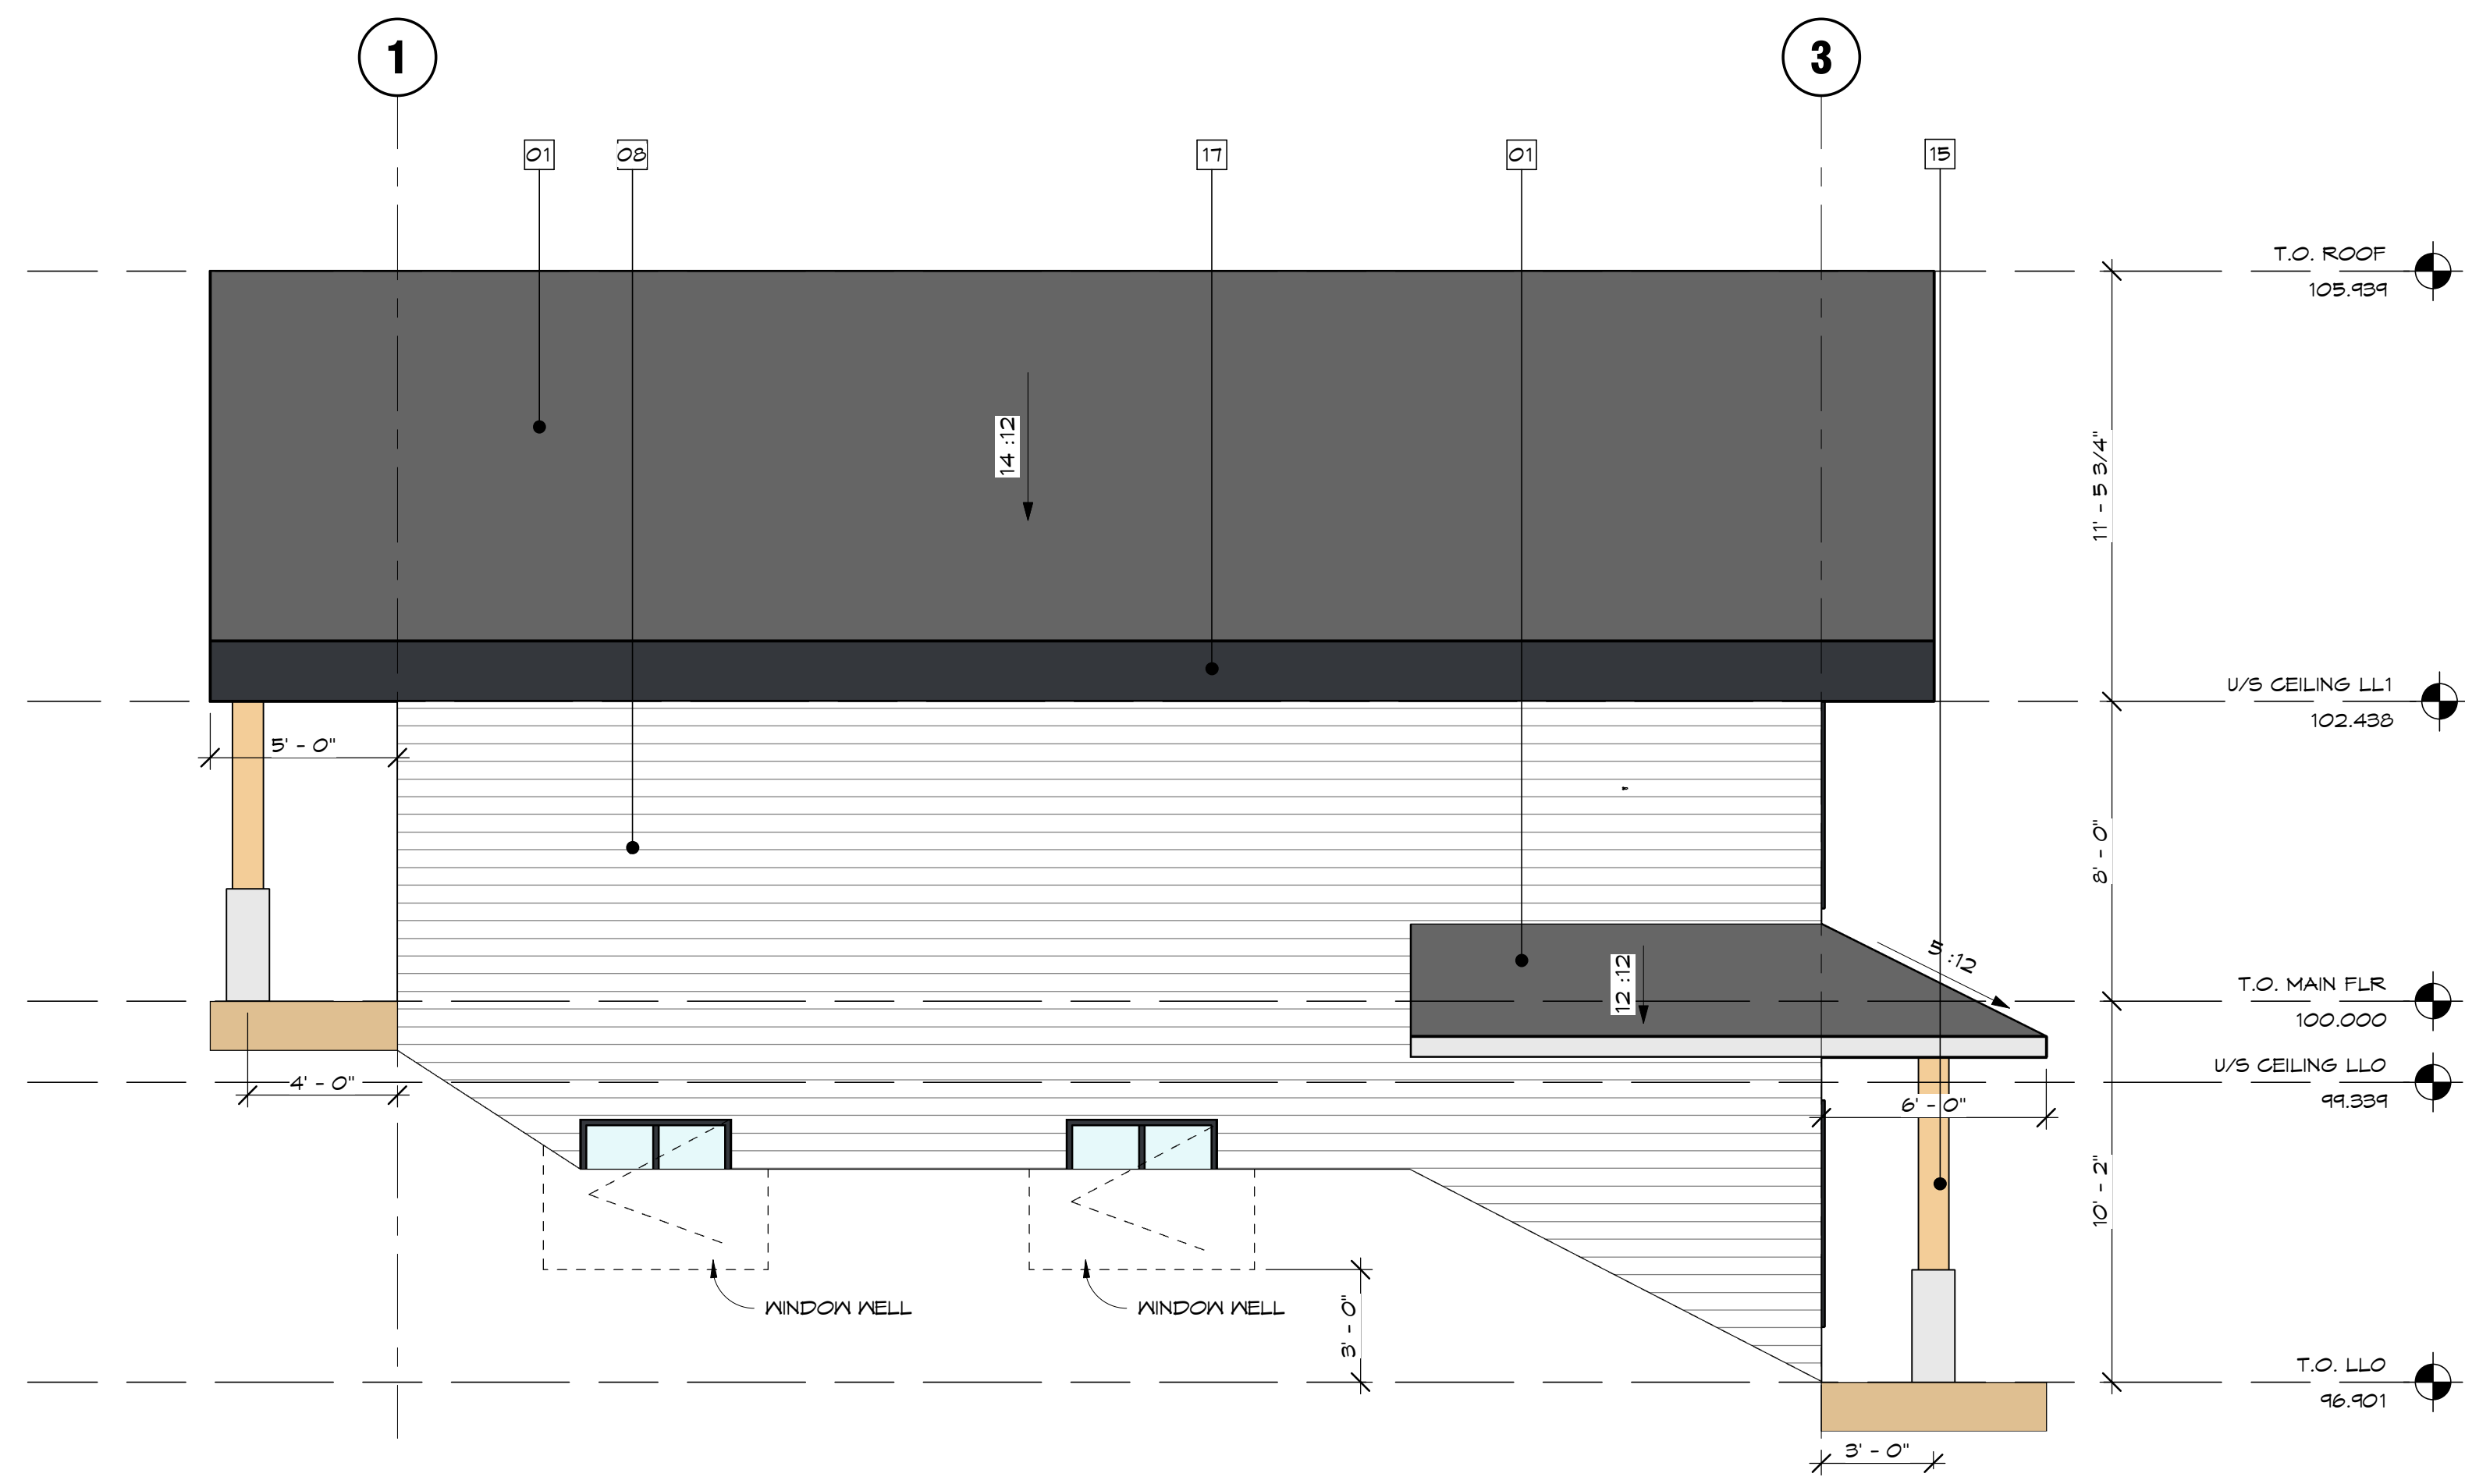 1
3
01
08
17
01
15
T.O. ROOF
105.939
14 :12
11' - 5 3/4"
U/S CEILING LL1
102.438
5' - 0"
8' - 0"
5 :12
12 :12
T.O. MAIN FLR
100.000
U/S CEILING LL0
99.339
4' - 0"
6' - 0"
10' - 2"
WINDOW WELL
WINDOW WELL
3' - 0"
T.O. LL0
96.901
3' - 0"